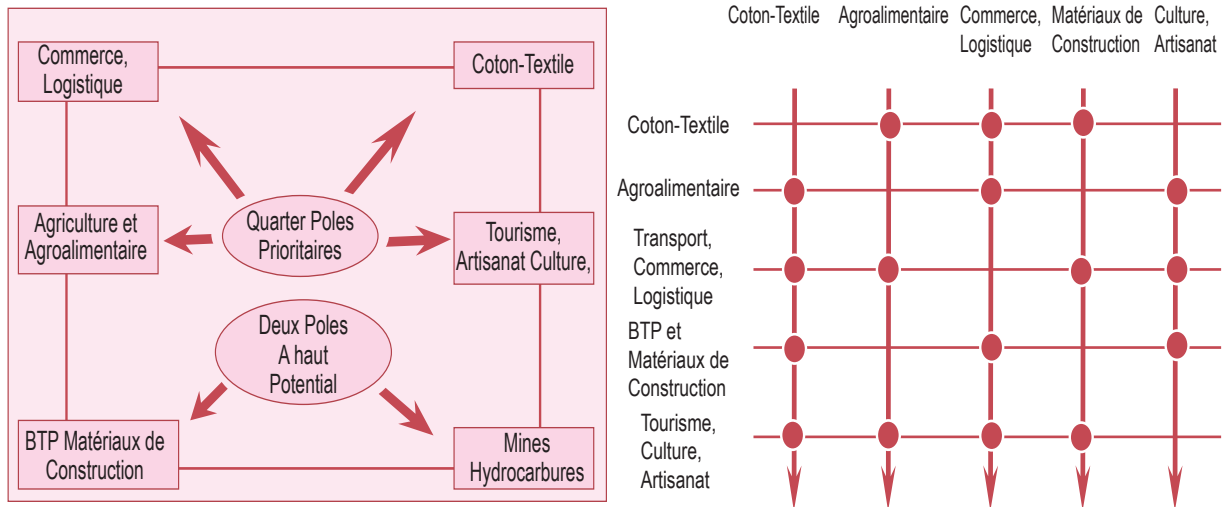 Commerce,
Logistique
Coton-Textile
Agriculture et
Agroalimentaire
Quarter Poles
Prioritaires
Tourisme,
Artisanat Culture,
Deux Poles
A haut
Potential
BTP Matériaux de
Construction
Mines
Hydrocarbures
Coton-Textile
Agroalimentaire
Commerce,
Logistique
Matériaux de
Construction
Culture,
Artisanat
Coton-Textile
Agroalimentaire
Transport,
Commerce,
Logistique
BTP et
Matériaux de
Construction
Tourisme,
Culture,
Artisanat